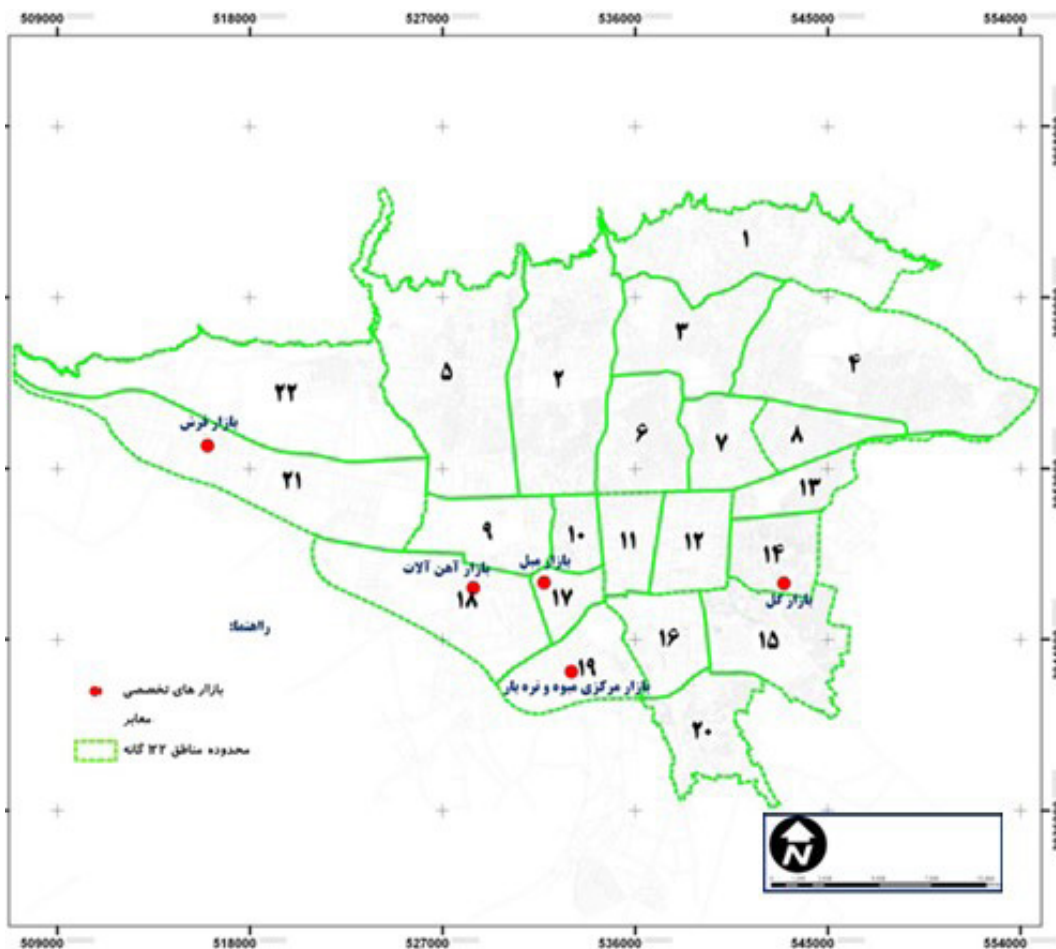 509000 518000 527000 536000 545000 554000
۱
۳
۴
۵
۲
۲۲
۶
۷
۸
بازار فرش
۲۱
۱۳
۹
۱۰
۱۱
۱۲
۱۴
بازار مبل
بازار آهن آلات
۱۸
۱۷
بازار گل
۱۶
۱۵
راهنما:
۱۹
بازار مرکزی میوه و تره بار
بازار های تخصصی
معابر
محدوده مناطق ۲۲ گانه
۲۰
N
509000 518000 527000 536000 545000 554000